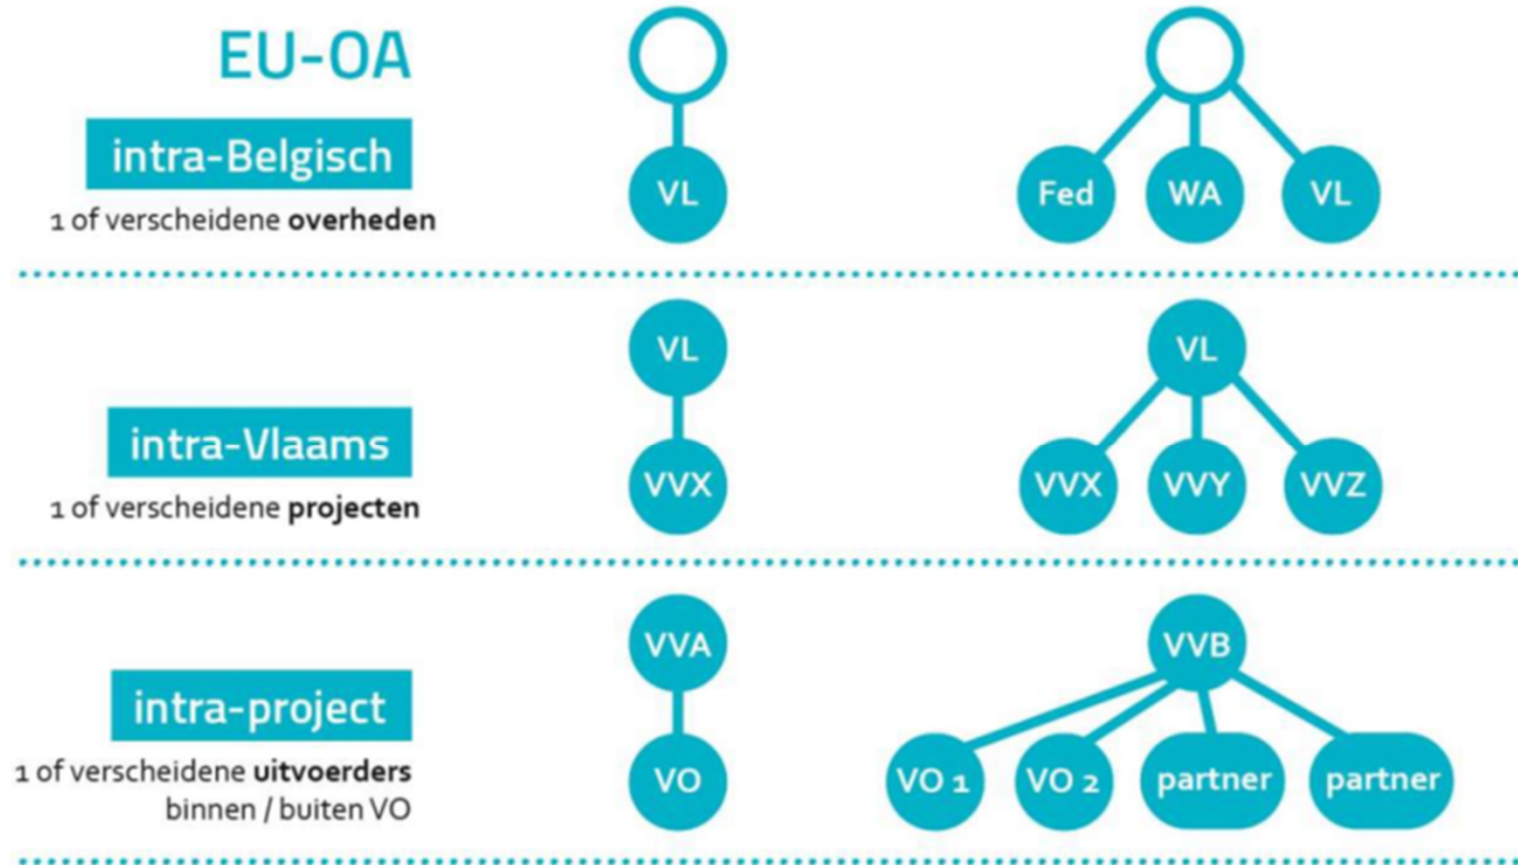 EU-OA
intra-Belgisch
1 of verscheidene overheden
VL
Fed WA VL
intra-Vlaams
1 of verscheidene projecten
VL
VVX
VL
VVX VVY VVZ
intra-project
1 of verscheidene uitvoerders
binnen / buiten VO
VVA
VO
VVB
VO 1 VO 2 partner partner